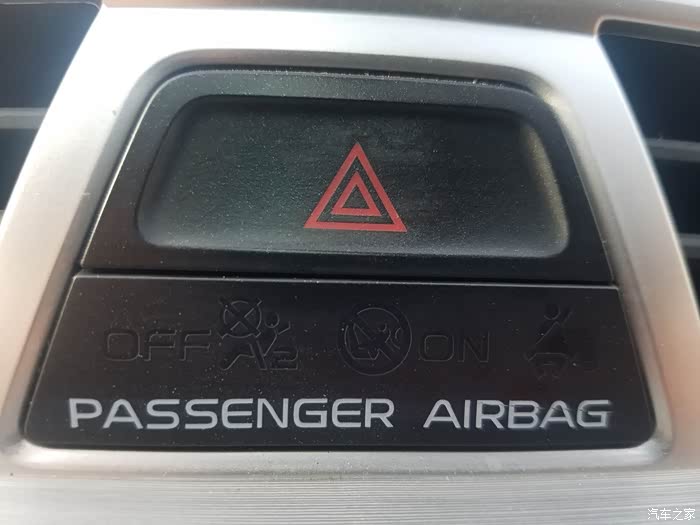 OFF ON
PASSENGER AIRBAG
汽车之家